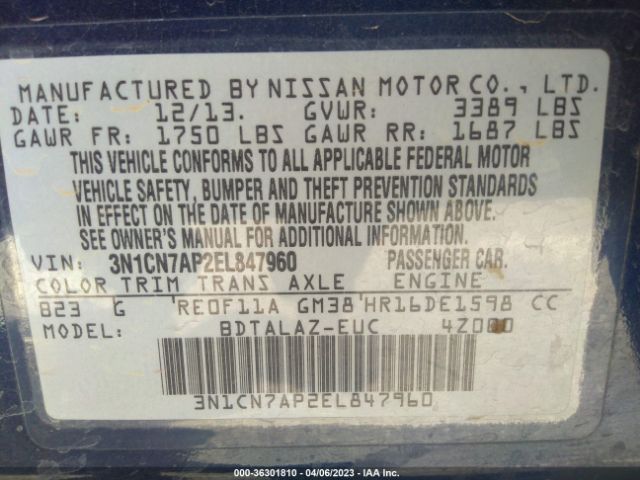 MANUFACTURED BY NISSAN MOTOR CO., LTD.
DATE: 12/13. GVWR: 3389 LBS
GAWR FR: 1750 LBS GAWR RR: 1687 LBS
THIS VEHICLE CONFORMS TO ALL APPLICABLE FEDERAL MOTOR
VEHICLE SAFETY, BUMPER AND THEFT PREVENTION STANDARDS
IN EFFECT ON THE DATE OF MANUFACTURE SHOWN ABOVE.
SEE OWNER'S MANUAL FOR ADDITIONAL INFORMATION.
VIN: 3N1CN7AP2EL847960 PASSENGER CAR.
COLOR TRIM TRANS AXLE ENGINE
B23 G RE0F11A GM38 HR16DE1598 CC
MODEL: BDTALAZ-EUC
3N1CN7AP2EL847960
000-36301810 - 04/06/2023 - IAA Inc.